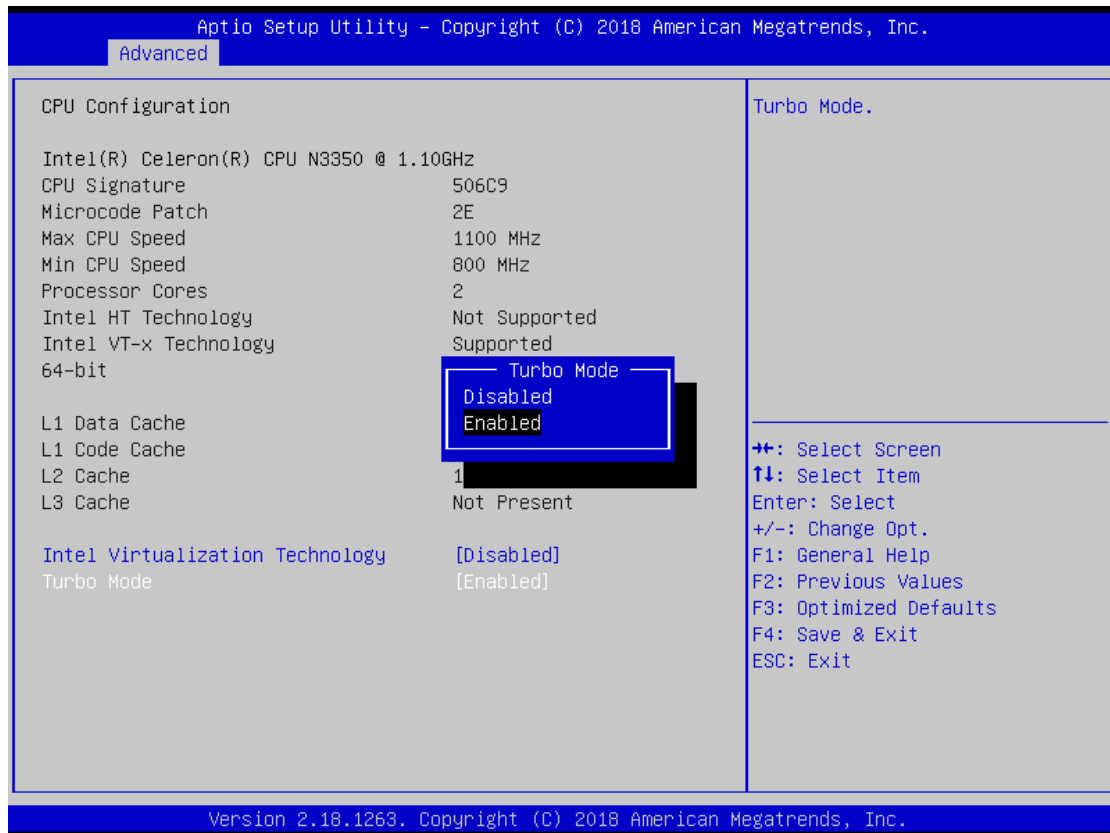 Aptio Setup Utility – Copyright (C) 2018 American Megatrends, Inc.
Advanced
CPU Configuration
Intel(R) Celeron(R) CPU N3350 @ 1.10GHz
CPU Signature 506C9
Microcode Patch 2E
Max CPU Speed 1100 MHz
Min CPU Speed 800 MHz
Processor Cores 2
Intel HT Technology Not Supported
Intel VT-x Technology Supported
64-bit
L1 Data Cache
L1 Code Cache
L2 Cache 1
L3 Cache Not Present
Intel Virtualization Technology [Disabled]
Turbo Mode [Enabled]
Turbo Mode
Disabled
Enabled
Turbo Mode.
→←: Select Screen
↑↓: Select Item
Enter: Select
+/-: Change Opt.
F1: General Help
F2: Previous Values
F3: Optimized Defaults
F4: Save & Exit
ESC: Exit
Version 2.18.1263. Copyright (C) 2018 American Megatrends, Inc.